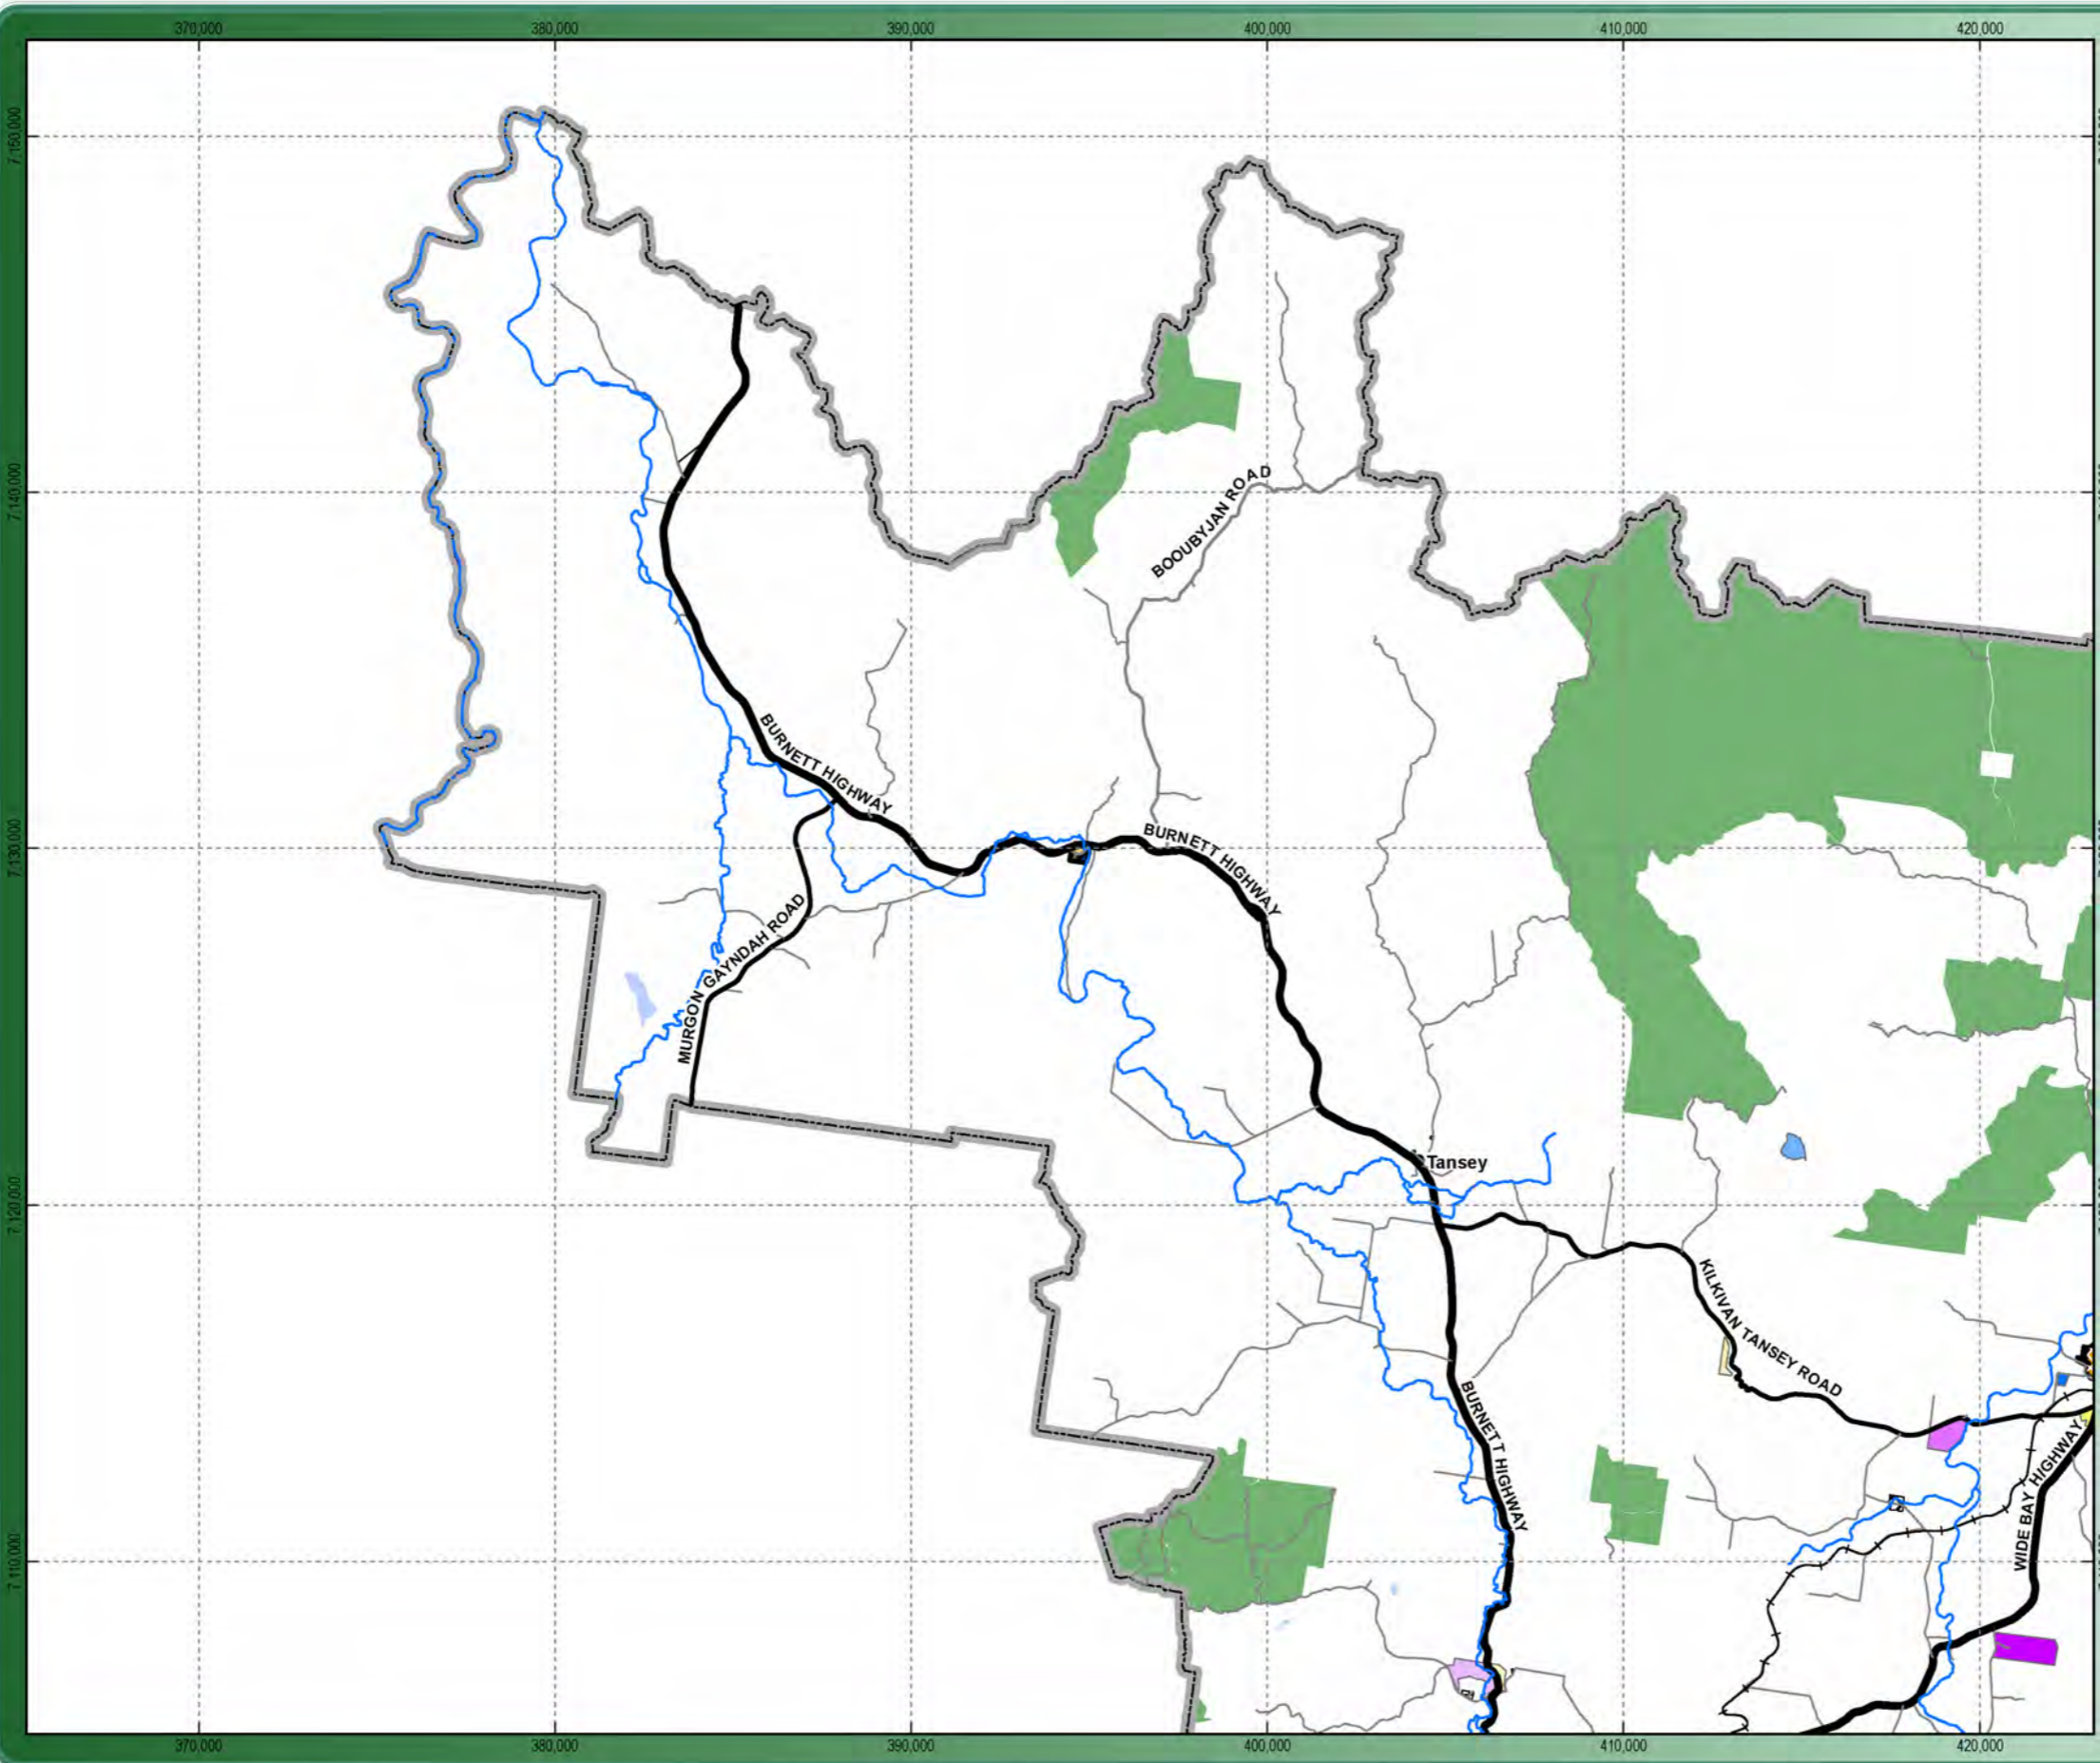 370,000 380,000 390,000 400,000 410,000 420,000
7,150,000
7,140,000
BOOUBYJAN ROAD
BURNETT HIGHWAY
7,130,000
BURNETT HIGHWAY
MURGON GAYNDAH ROAD
Tansey
7,120,000
KILKIVAN TANSEY ROAD
BURNETT HIGHWAY
WIDE BAY HIGHWAY
7,110,000
370,000 380,000 390,000 400,000 410,000 420,000